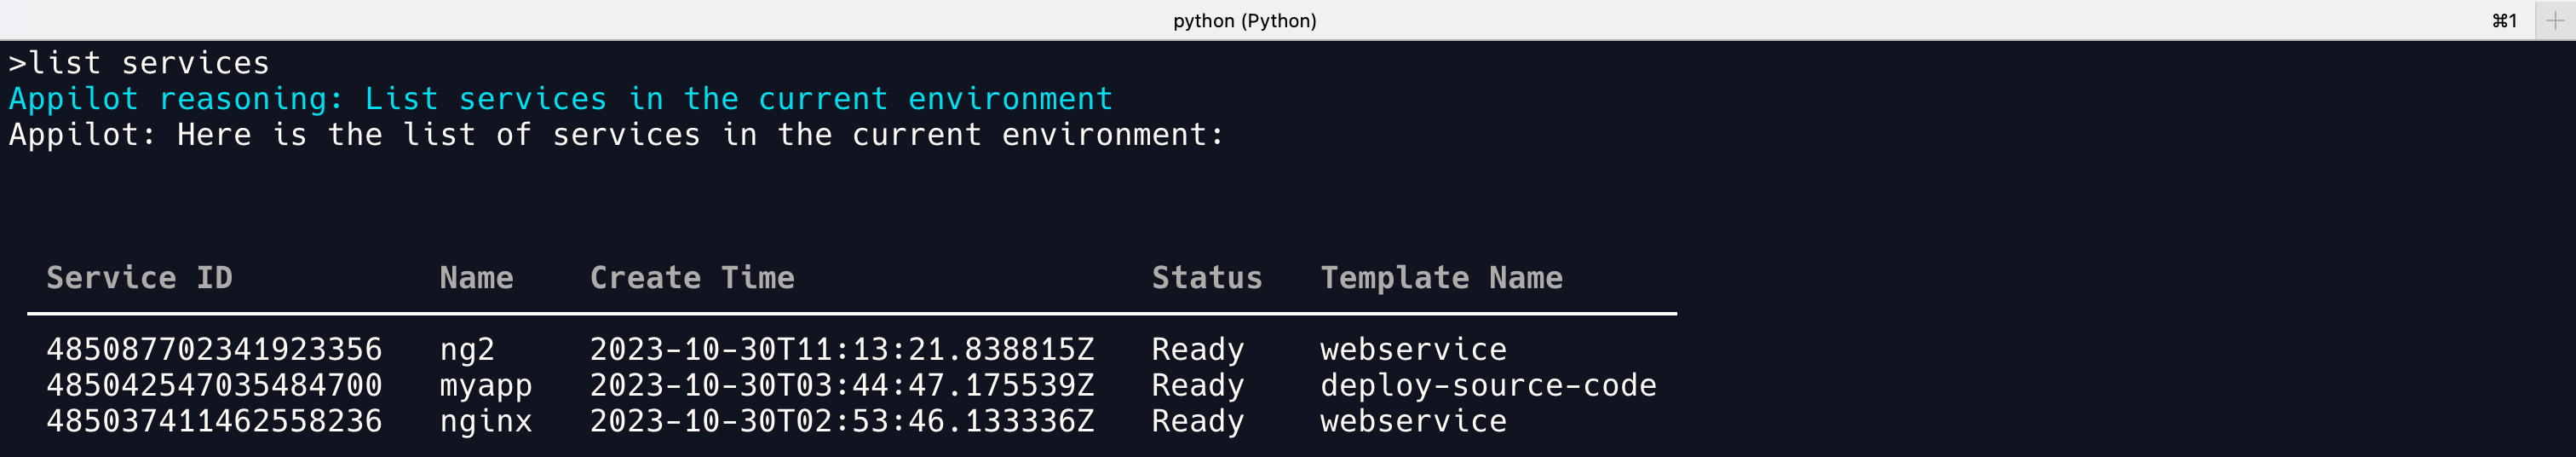 python (Python)
⌘1
>list services
Appilot reasoning: List services in the current environment
Appilot: Here is the list of services in the current environment:
Service ID Name Create Time Status Template Name
485087702341923356 ng2 2023-10-30T11:13:21.838815Z Ready webservice
485042547035484700 myapp 2023-10-30T03:44:47.175539Z Ready deploy-source-code
485037411462558236 nginx 2023-10-30T02:53:46.133336Z Ready webservice